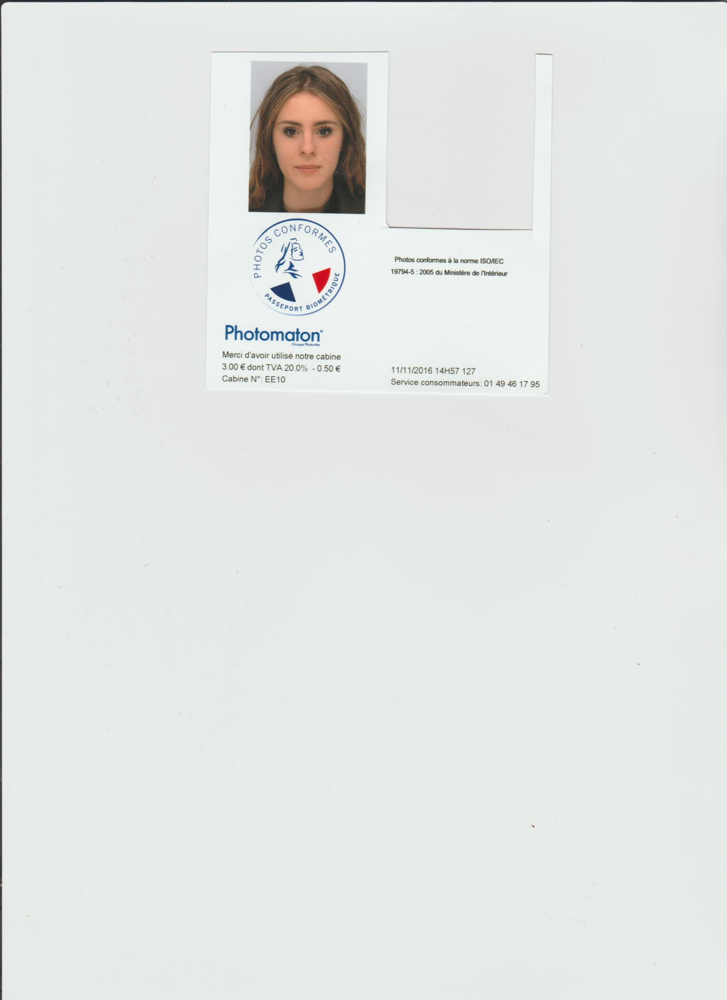 PHOTOS CONFORMES
PASSEPORT BIOMÉTRIQUE
Photos conformes à la norme ISO/IEC
19794-5 : 2005 du Ministère de l'Intérieur
Photomaton®
Groupe Photo-Me
Merci d'avoir utilisé notre cabine
3.00 € dont TVA 20.0% - 0.50 €
Cabine N°: EE10
11/11/2016 14H57 127
Service consommateurs: 01 49 46 17 95